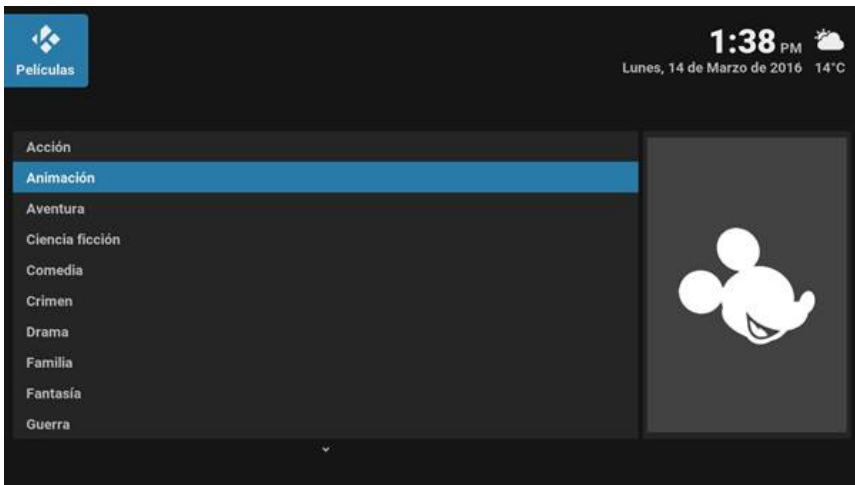 Películas
1:38 PM
Lunes, 14 de Marzo de 2016 14°C
Acción
Animación
Aventura
Ciencia ficción
Comedia
Crimen
Drama
Familia
Fantasía
Guerra